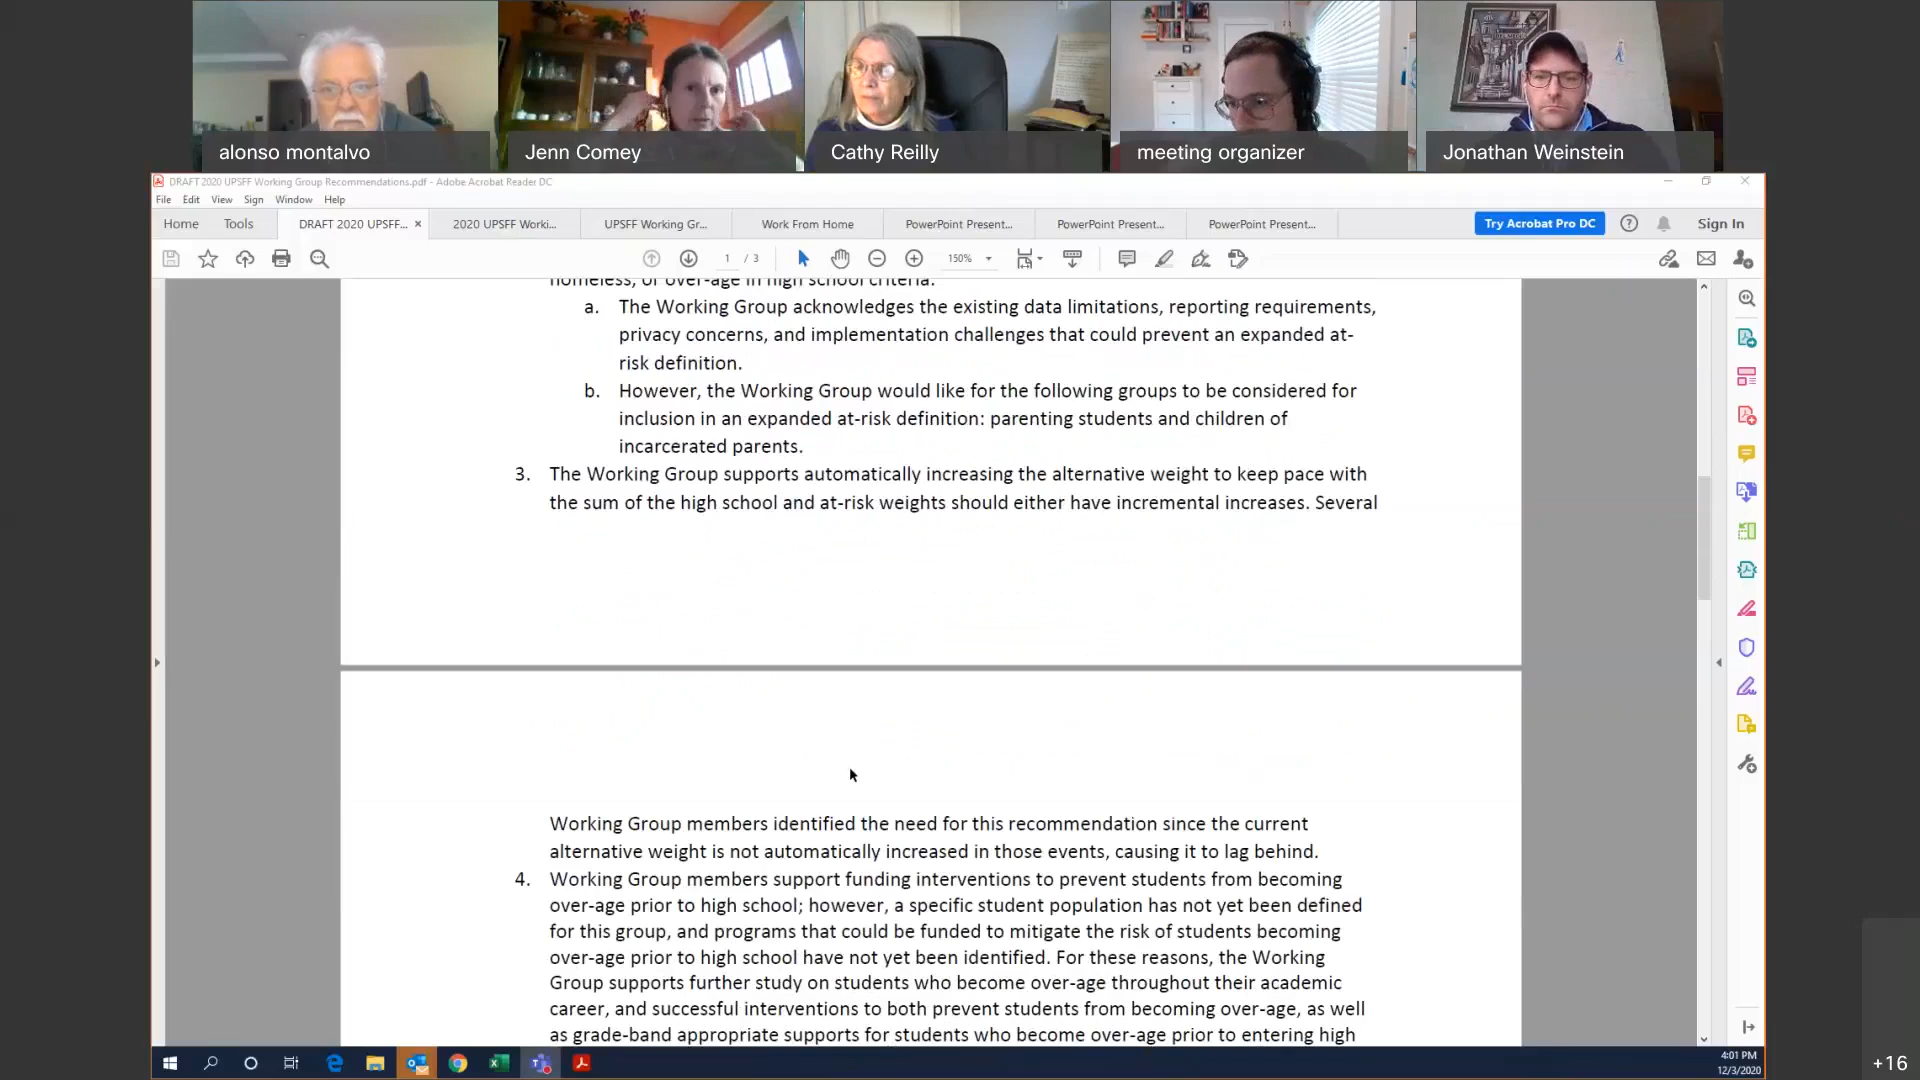 alonso montalvo
Jenn Comey
Cathy Reilly
meeting organizer
Jonathan Weinstein
DRAFT 2020 UPSFF Working Group Recommendations.pdf - Adobe Acrobat Reader DC
File Edit View Sign Window Help
Home Tools DRAFT 2020 UPSFF... × 2020 UPSFF Worki... UPSFF Working Gr... Work From Home PowerPoint Present... PowerPoint Present... PowerPoint Present... Try Acrobat Pro DC Sign In
1 / 3 150%
homeless, or over-age in high school criteria.
a. The Working Group acknowledges the existing data limitations, reporting requirements,
privacy concerns, and implementation challenges that could prevent an expanded at-
risk definition.
b. However, the Working Group would like for the following groups to be considered for
inclusion in an expanded at-risk definition: parenting students and children of
incarcerated parents.
3. The Working Group supports automatically increasing the alternative weight to keep pace with
the sum of the high school and at-risk weights should either have incremental increases. Several
Working Group members identified the need for this recommendation since the current
alternative weight is not automatically increased in those events, causing it to lag behind.
4. Working Group members support funding interventions to prevent students from becoming
over-age prior to high school; however, a specific student population has not yet been defined
for this group, and programs that could be funded to mitigate the risk of students becoming
over-age prior to high school have not yet been identified. For these reasons, the Working
Group supports further study on students who become over-age throughout their academic
career, and successful interventions to both prevent students from becoming over-age, as well
as grade-band appropriate supports for students who become over-age prior to entering high
4:01 PM
12/3/2020
+16